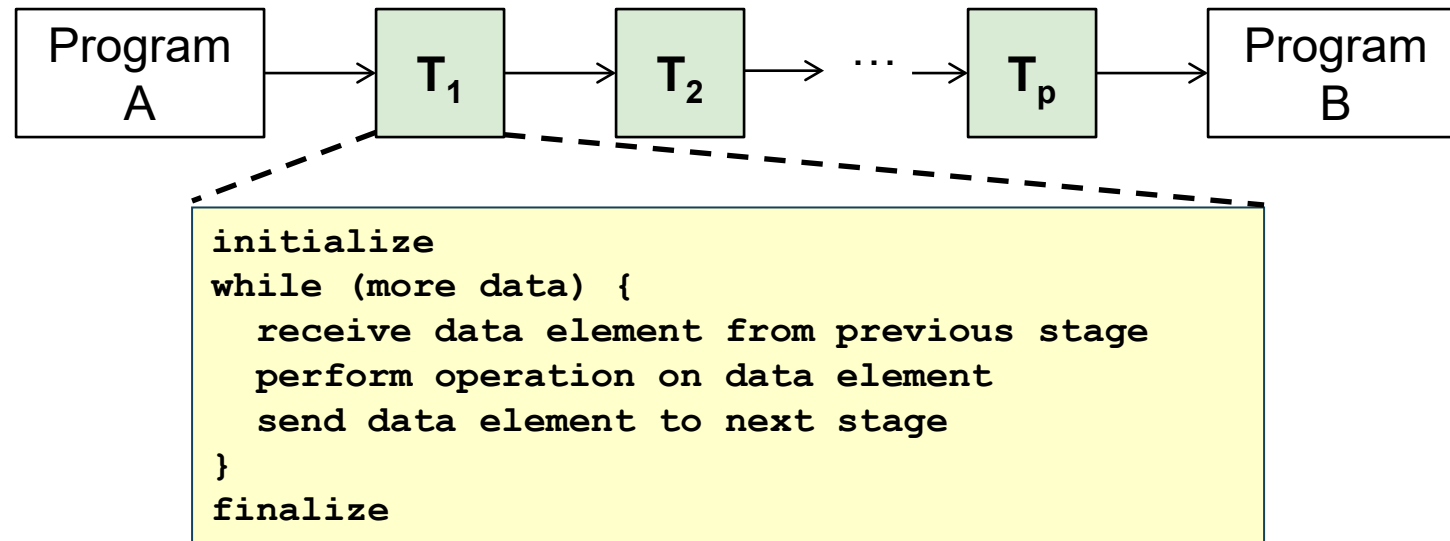 Program
A
T1
T2
...
Tp
Program
B
initialize
while (more data) {
  receive data element from previous stage
  perform operation on data element
  send data element to next stage
}
finalize